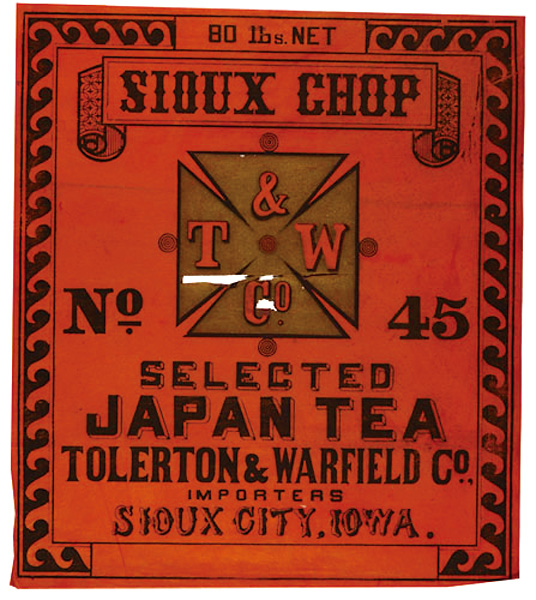 80 lbs. NET
SIOUX CHOP
&
T W
Co.
No. 45
SELECTED
JAPAN TEA
TOLERTON & WARFIELD Co.,
IMPORTERS
SIOUX CITY, IOWA.